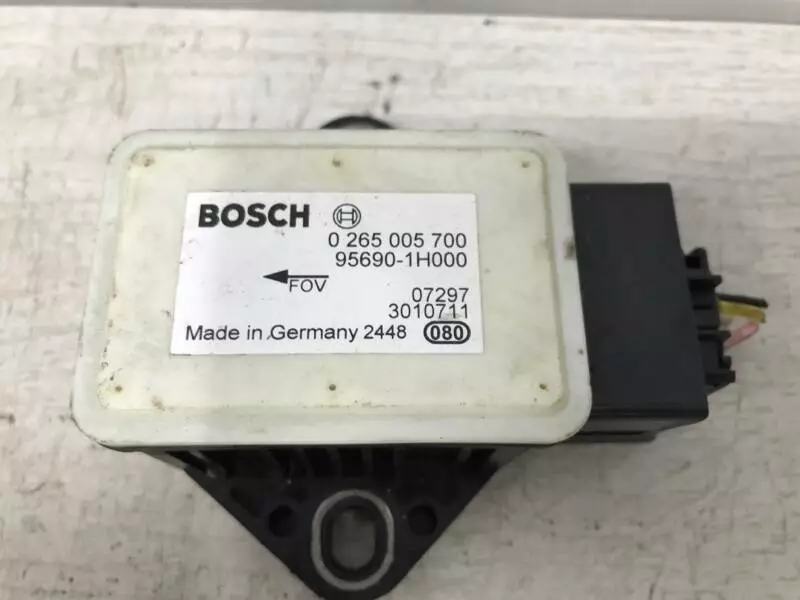 BOSCH
0 265 005 700
95690-1H000
FOV
07297
3010711
Made in Germany 2448 080